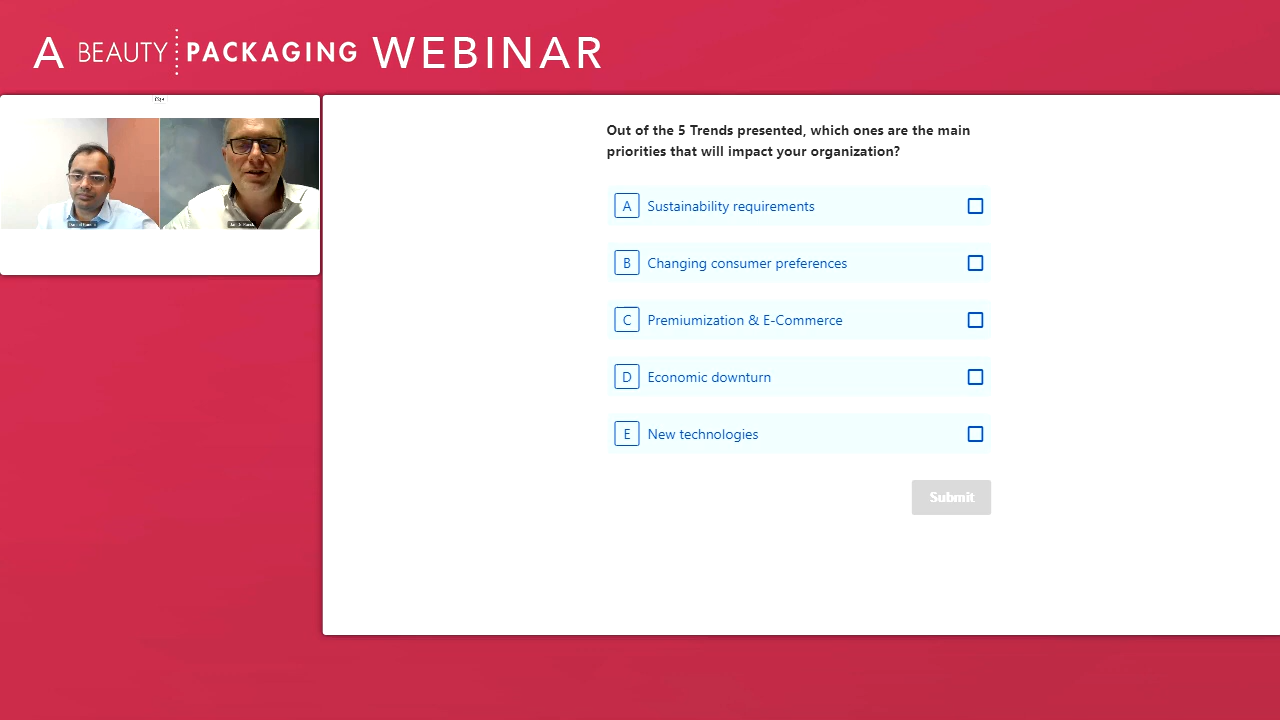 A BEAUTY PACKAGING WEBINAR
Out of the 5 Trends presented, which ones are the main
priorities that will impact your organization?
A Sustainability requirements
B Changing consumer preferences
C Premiumization & E-Commerce
D Economic downturn
E New technologies
Submit